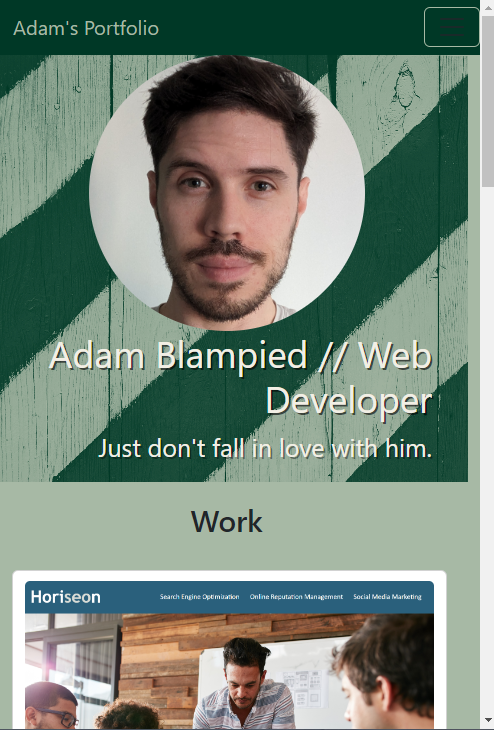 Adam's Portfolio
Adam Blampied // Web
Developer
Just don't fall in love with him.
Work
Horiseon
Search Engine Optimization Online Reputation Management Social Media Marketing